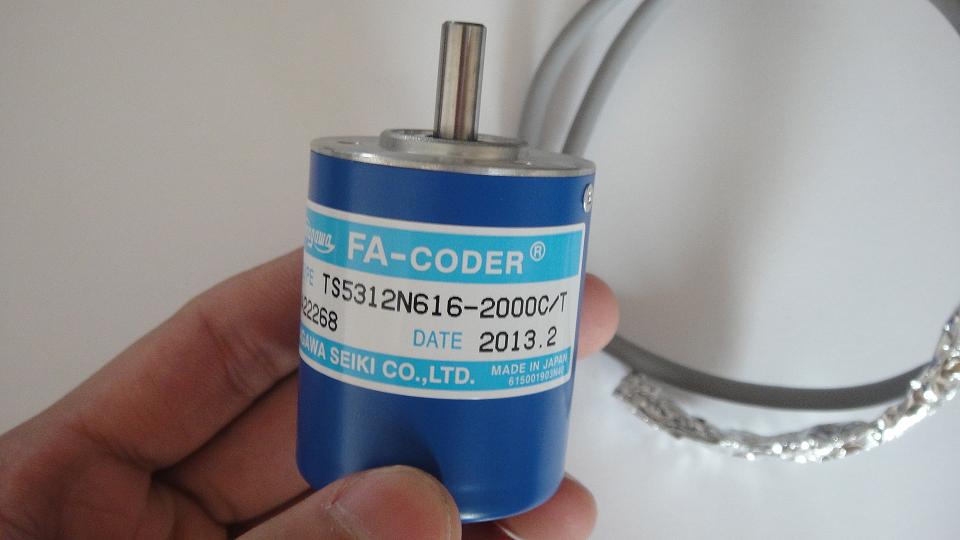 FA-CODER®
TS5312N616-2000C/T
22268
DATE 2013.2
SEIKI CO.,LTD.
MADE IN JAPAN